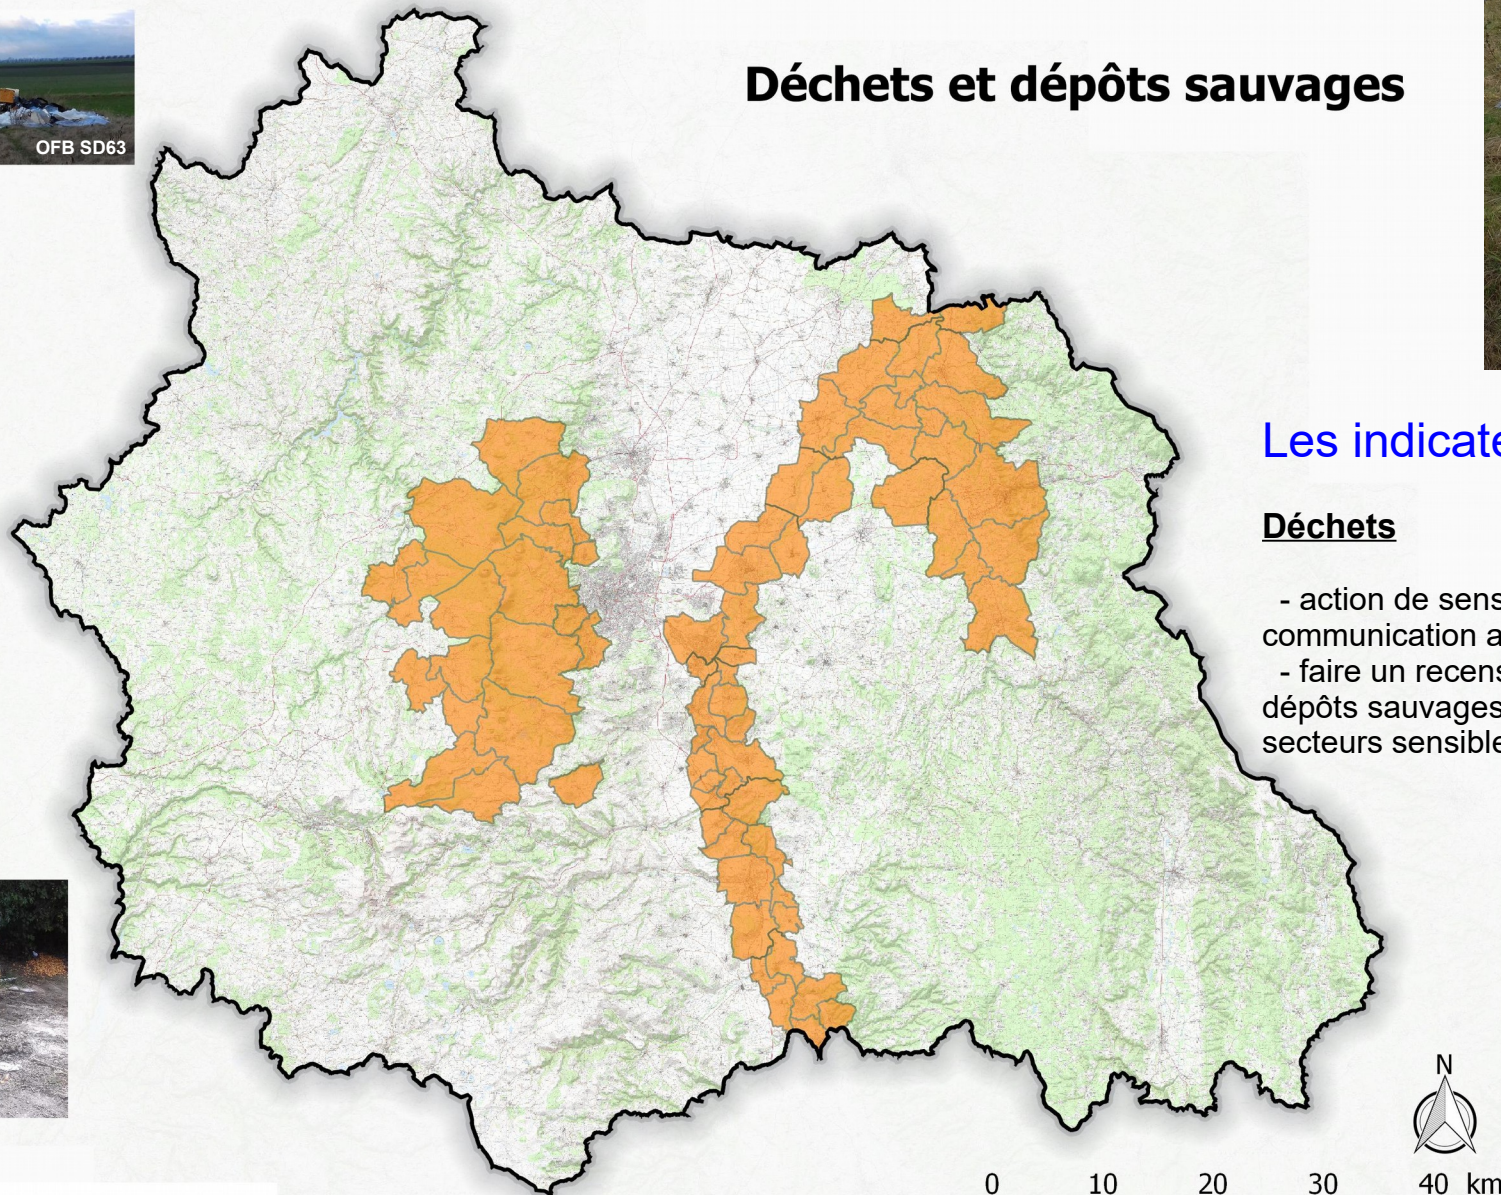 Déchets et dépôts sauvages
OFB SD63
Les indicate
Déchets
- action de sens
communication a
- faire un recens
dépôts sauvages
secteurs sensible
N
0 10 20 30 40 km